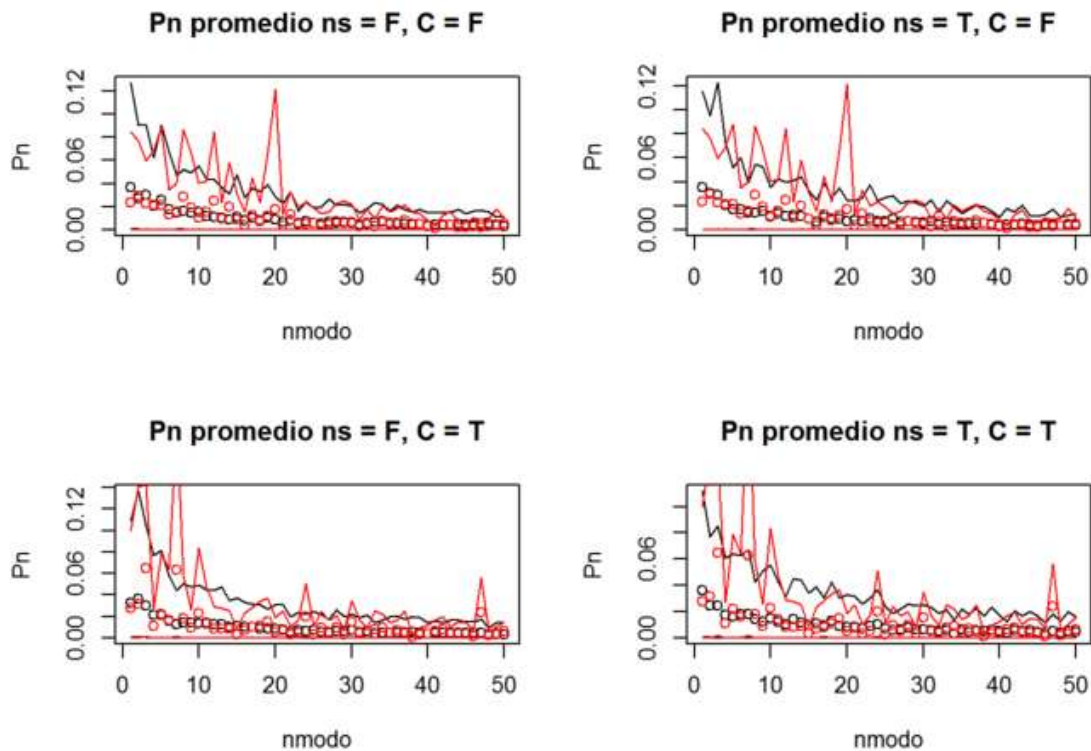 Pn promedio ns = F, C = F
Pn
0.00 0.06 0.12
0 10 20 30 40 50
nmodo
Pn promedio ns = T, C = F
Pn
0.00 0.06 0.12
0 10 20 30 40 50
nmodo
Pn promedio ns = F, C = T
Pn
0.00 0.06 0.12
0 10 20 30 40 50
nmodo
Pn promedio ns = T, C = T
Pn
0.00 0.06
0 10 20 30 40 50
nmodo